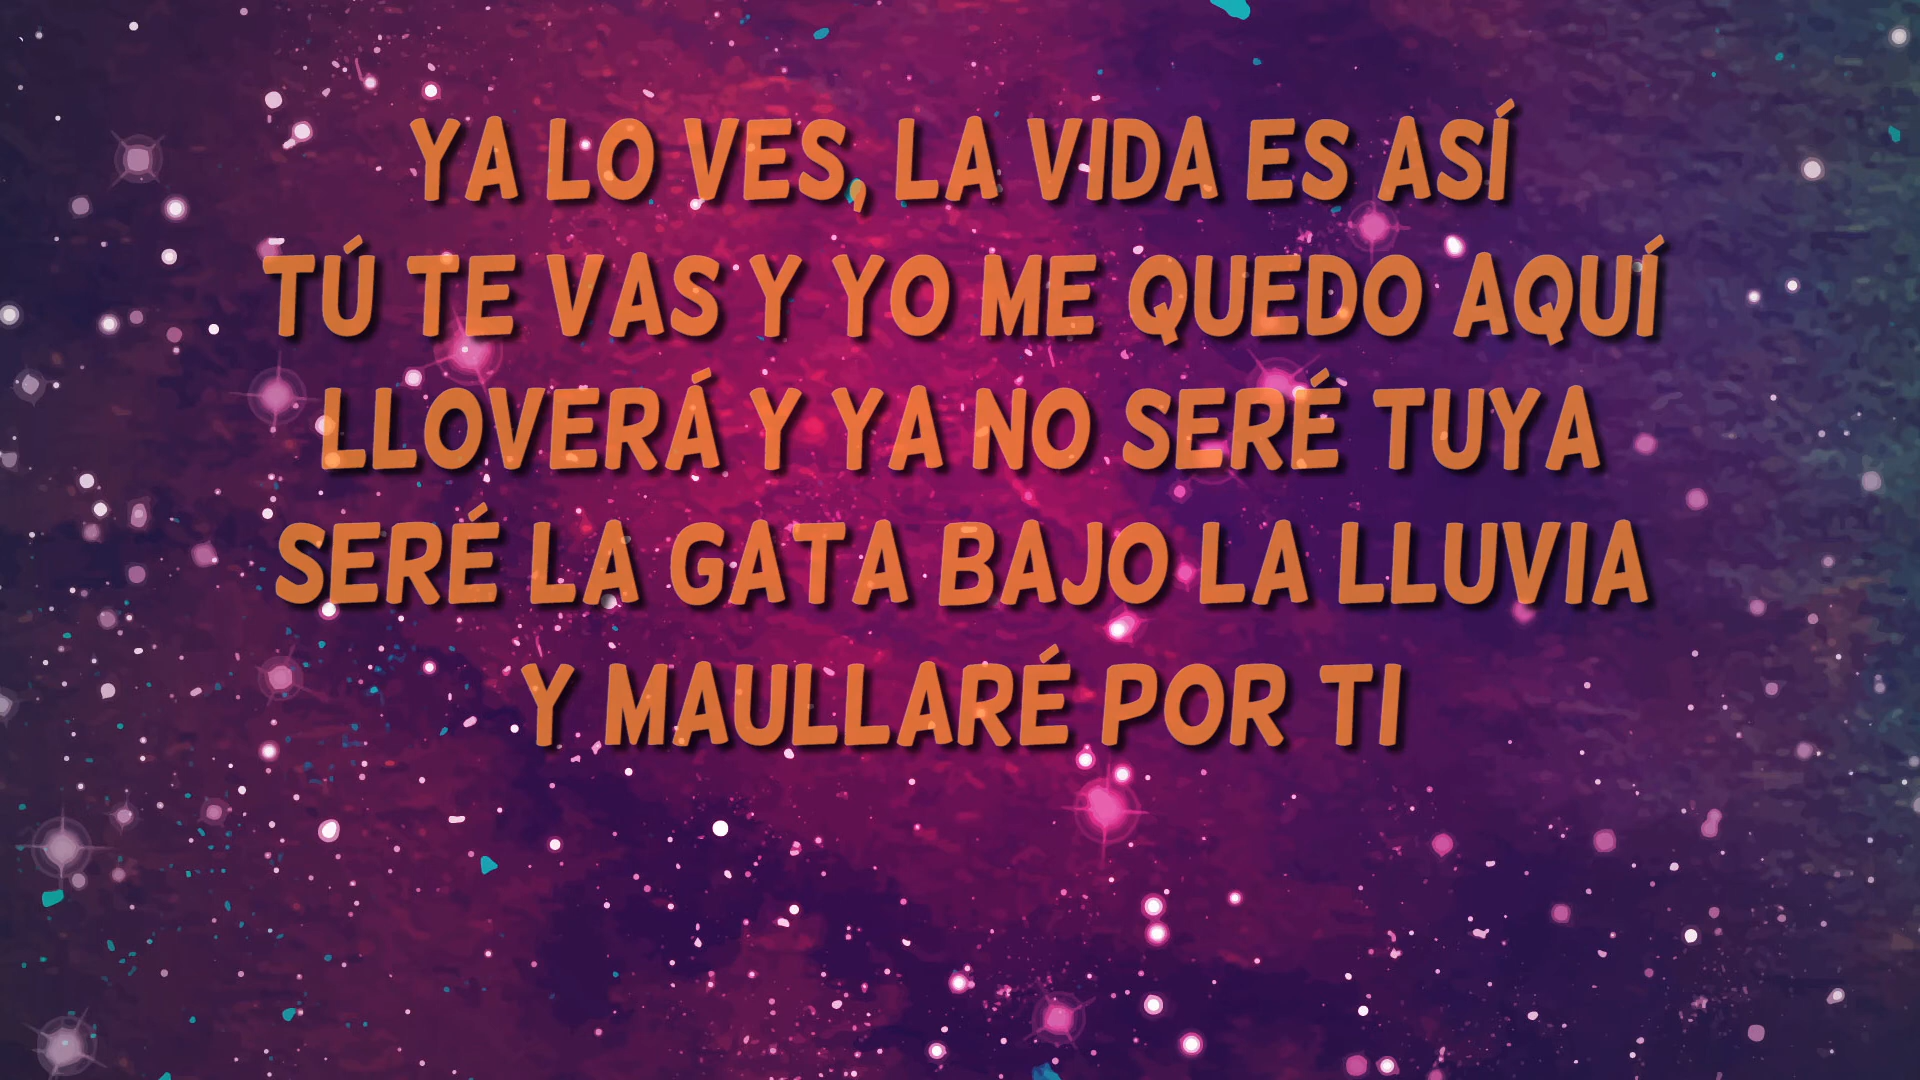 YA LO VES, LA VIDA ES ASÍ
TÚ TE VAS Y YO ME QUEDO AQUÍ
LLOVERÁ Y YA NO SERÉ TUYA
SERÉ LA GATA BAJO LA LLUVIA
Y MAULLARÉ POR TI